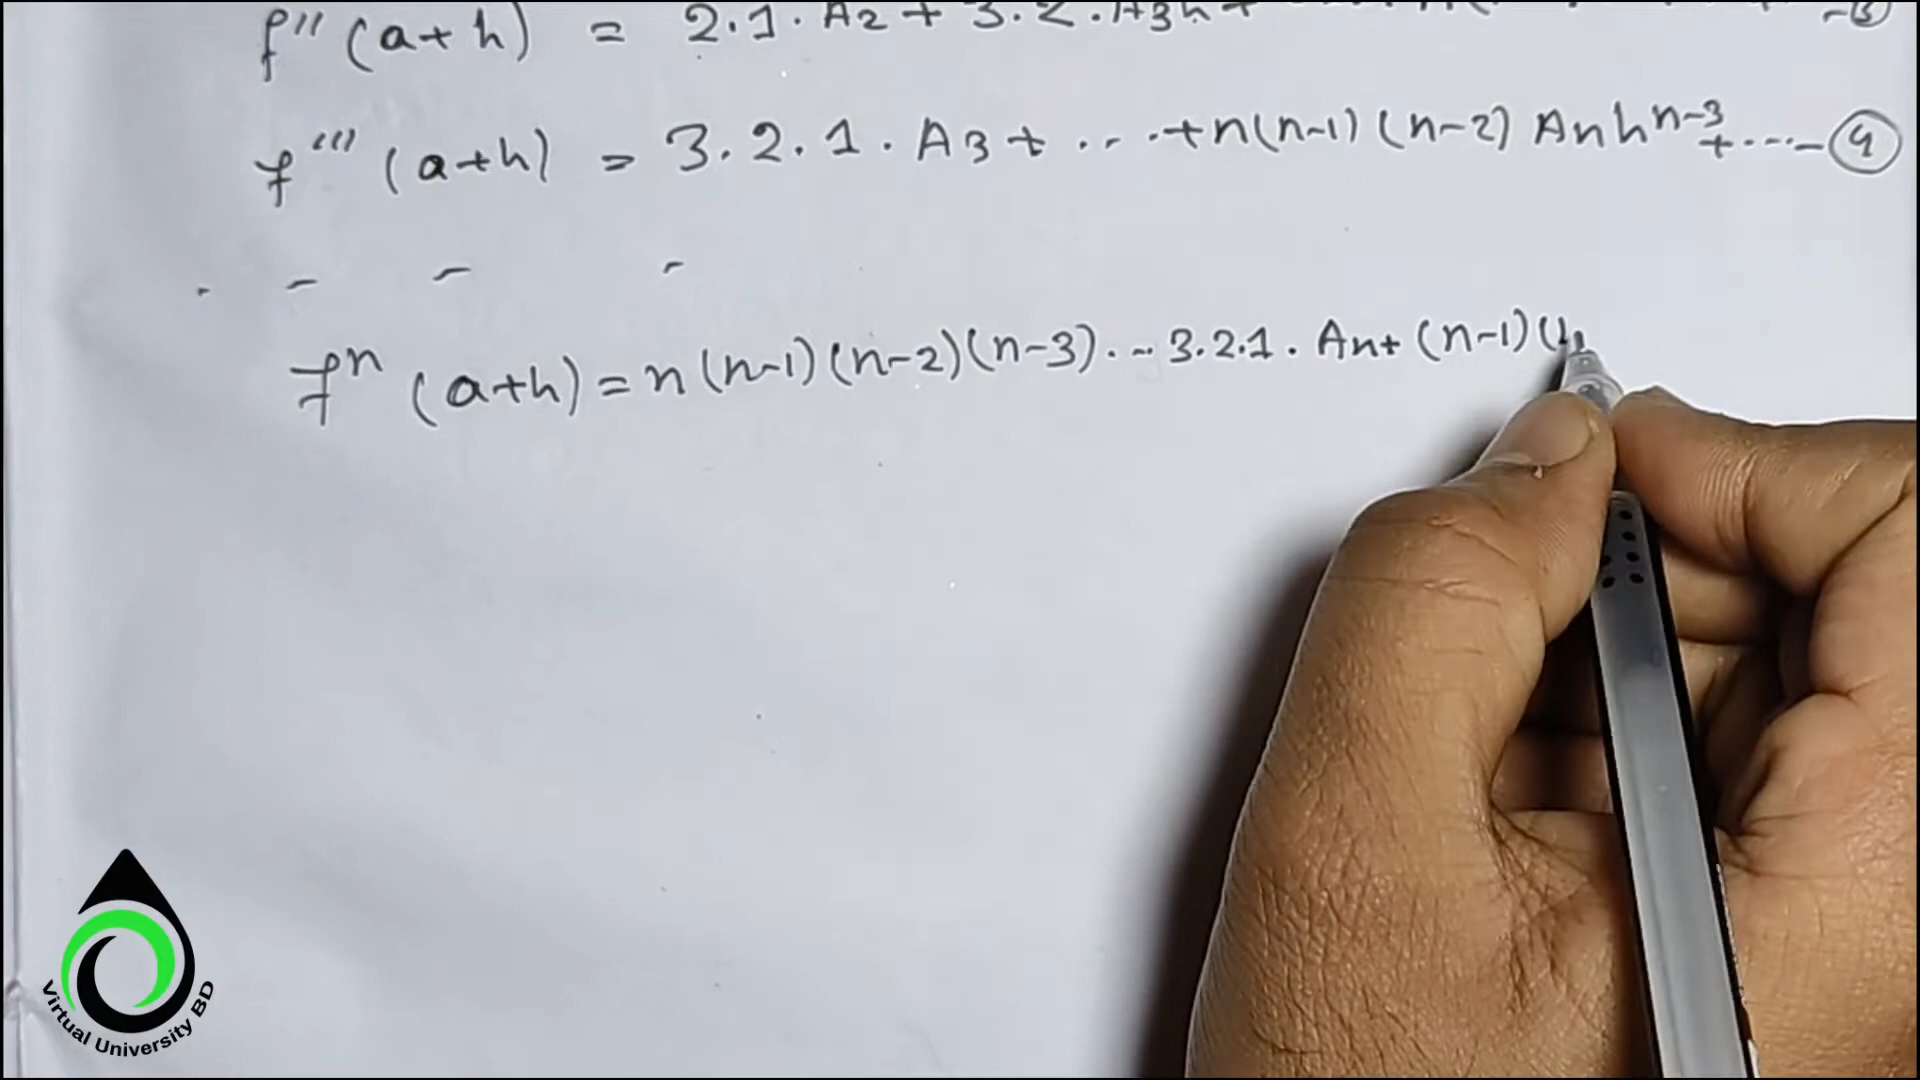 f''(a+h) = 2.1.A2 + 3.2.A3h+
f'''(a+h) = 3.2.1.A3 + ... + n(n-1)(n-2) Anh^n-3 + .... - (4)
. - - -
f^n (a+h) = n(n-1)(n-2)(n-3)... 3.2.1. An + (n-1)(
Virtual University BD